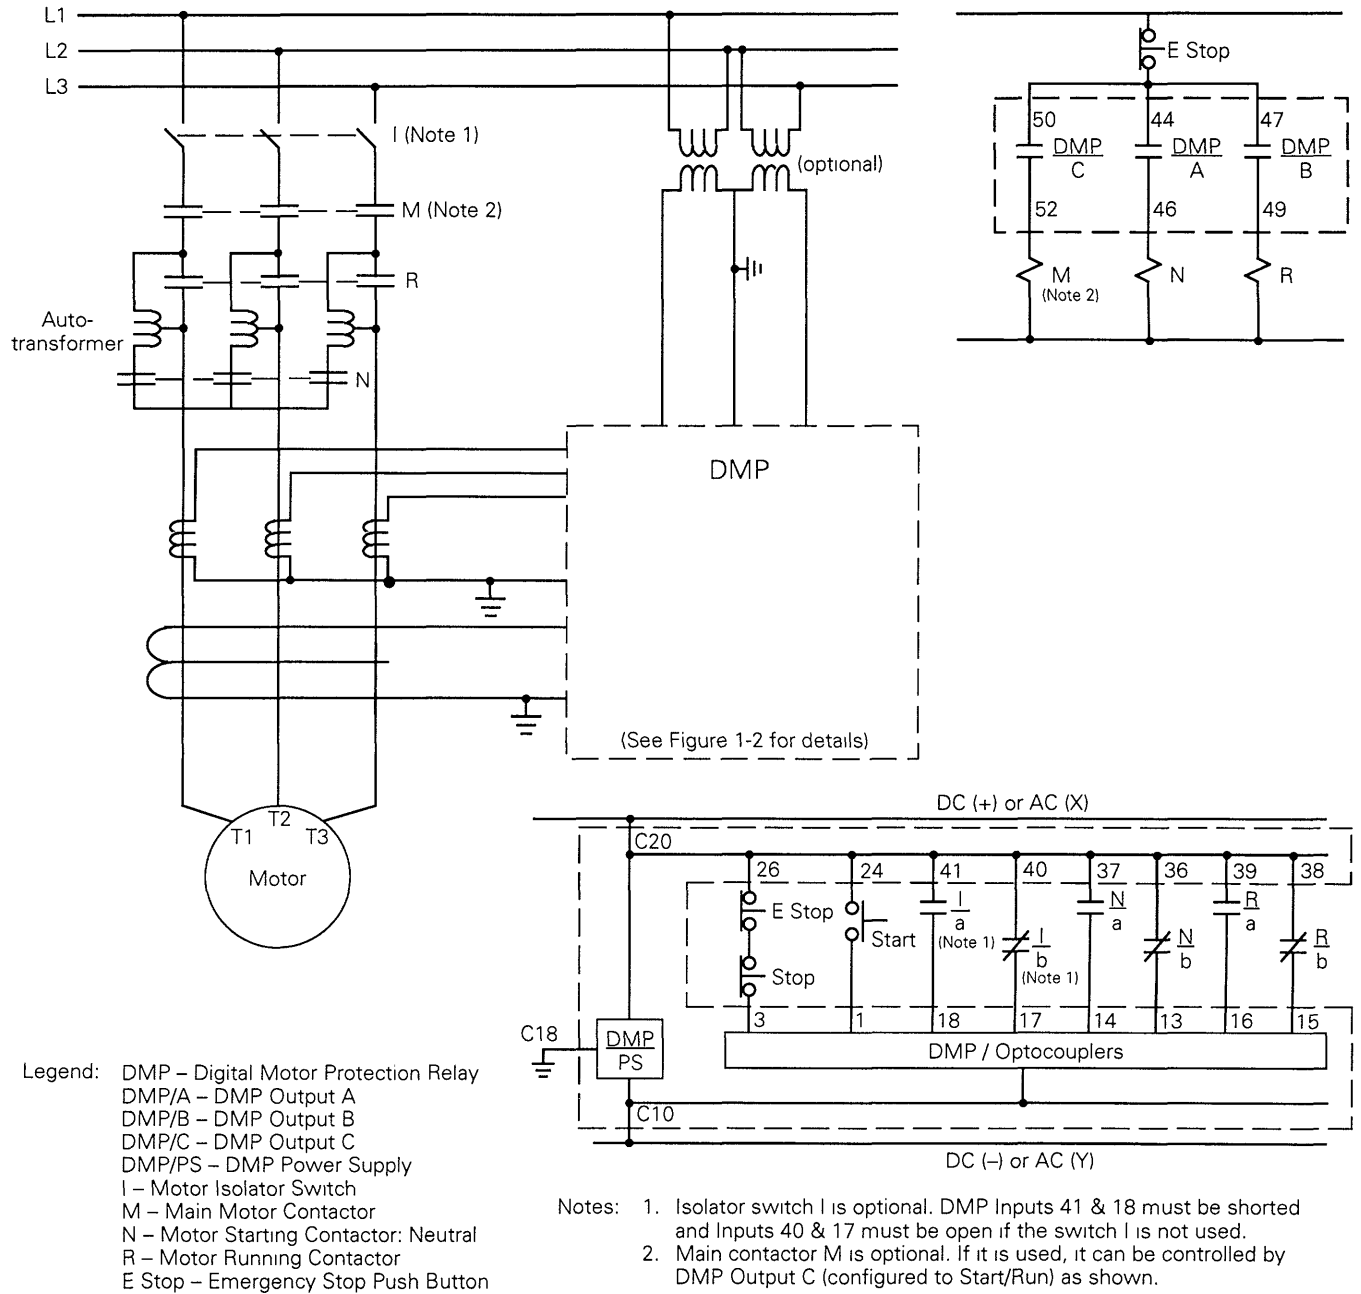 L1
L2
L3
I (Note 1)
M (Note 2)
R
Auto-
transformer
N
(optional)
E Stop
50
44
47
DMP
C
DMP
A
DMP
B
52
46
49
M
(Note 2)
N
R
DMP
(See Figure 1-2 for details)
T1
T2
T3
Motor
DC (+) or AC (X)
C20
26
24
41
40
37
36
39
38
E Stop
Stop
Start
I
a
(Note 1)
I
b
(Note 1)
N
a
N
b
R
a
R
b
3
1
18
17
14
13
16
15
C18
DMP
PS
DMP / Optocouplers
C10
DC (–) or AC (Y)
Legend: DMP – Digital Motor Protection Relay
DMP/A – DMP Output A
DMP/B – DMP Output B
DMP/C – DMP Output C
DMP/PS – DMP Power Supply
I – Motor Isolator Switch
M – Main Motor Contactor
N – Motor Starting Contactor: Neutral
R – Motor Running Contactor
E Stop – Emergency Stop Push Button
Notes: 1. Isolator switch I is optional. DMP Inputs 41 & 18 must be shorted
and Inputs 40 & 17 must be open if the switch I is not used.
2. Main contactor M is optional. If it is used, it can be controlled by
DMP Output C (configured to Start/Run) as shown.